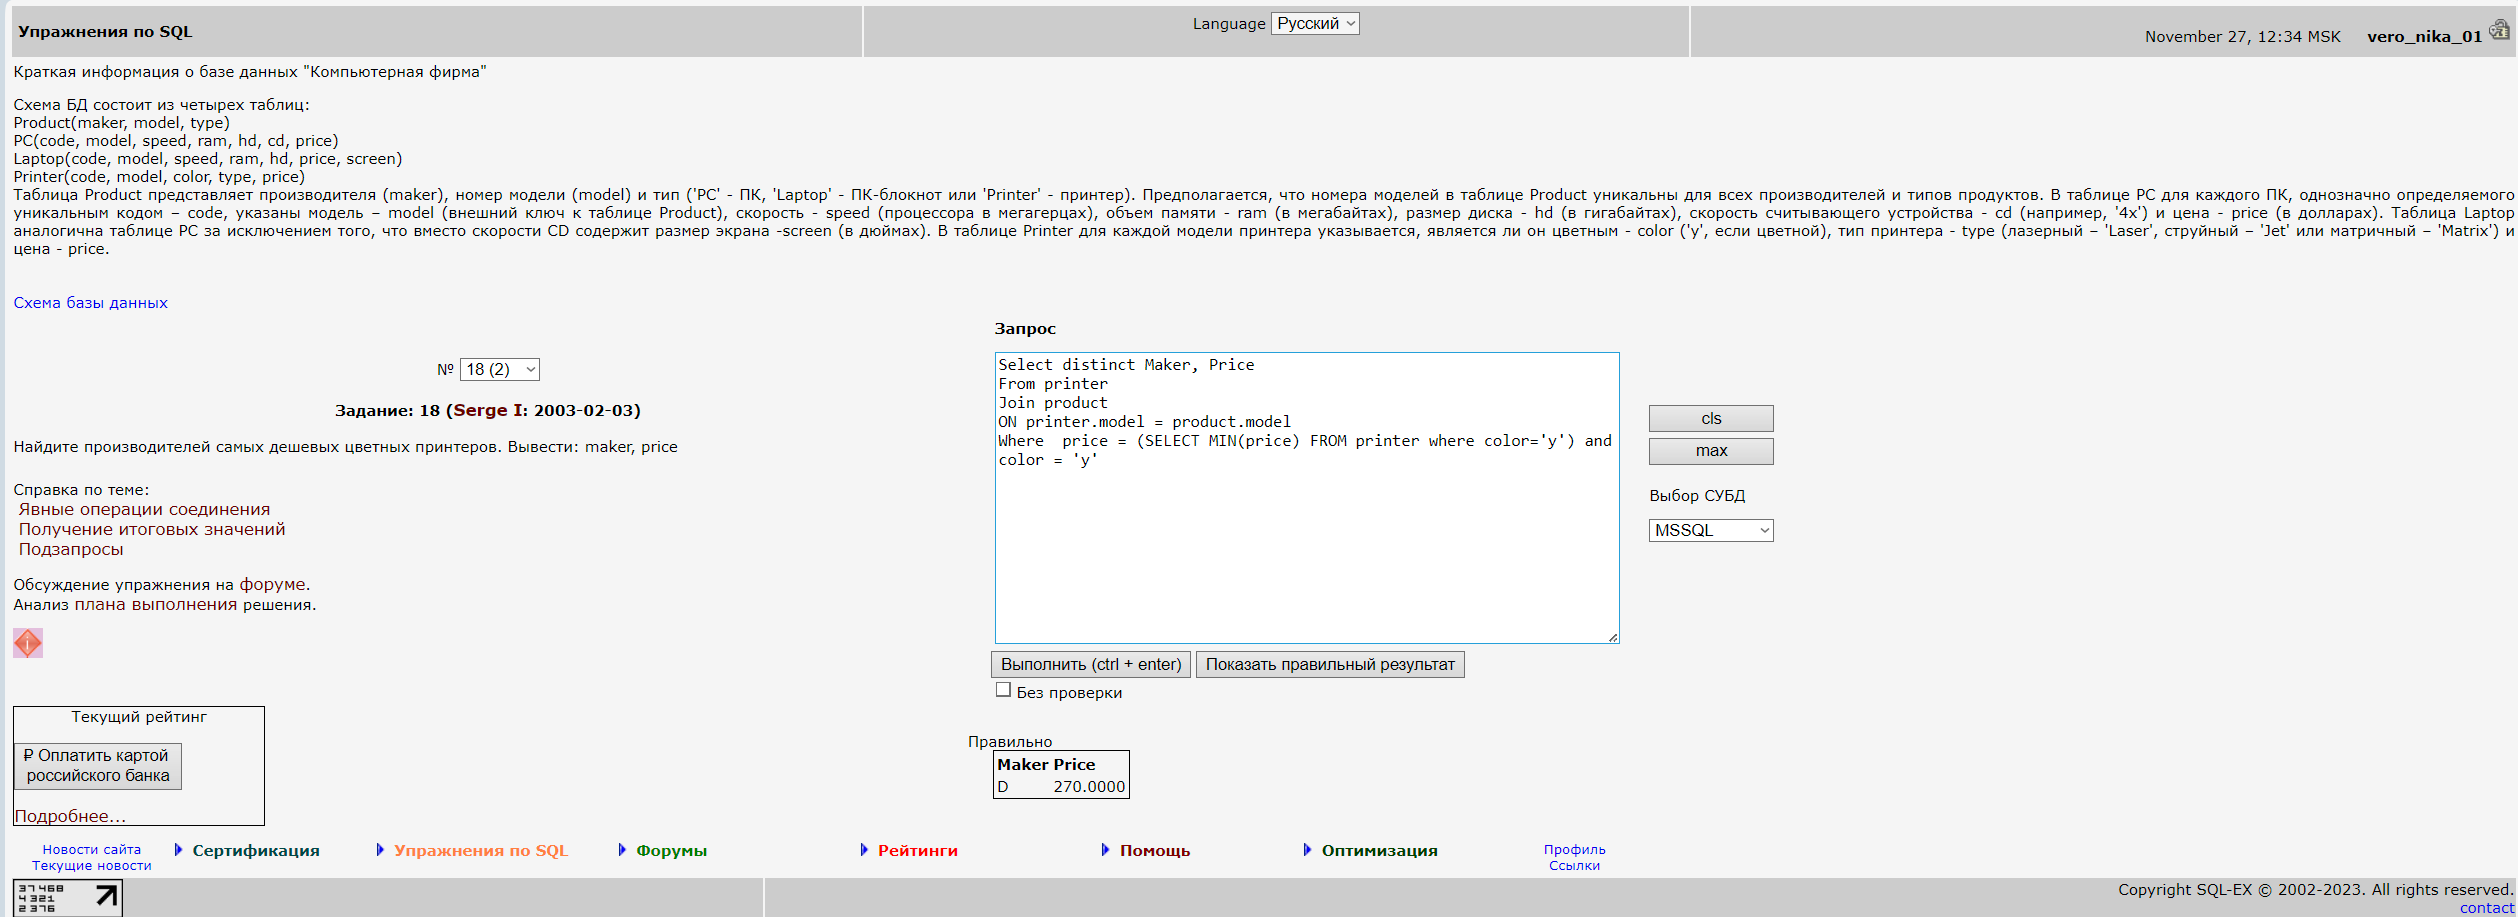 Упражнения по SQL
Language Русский
November 27, 12:34 MSK vero_nika_01
Краткая информация о базе данных "Компьютерная фирма"
Схема БД состоит из четырех таблиц:
Product(maker, model, type)
PC(code, model, speed, ram, hd, cd, price)
Laptop(code, model, speed, ram, hd, price, screen)
Printer(code, model, color, type, price)
Таблица Product представляет производителя (maker), номер модели (model) и тип ('PC' - ПК, 'Laptop' - ПК-блокнот или 'Printer' - принтер). Предполагается, что номера моделей в таблице Product уникальны для всех производителей и типов продуктов. В таблице PC для каждого ПК, однозначно определяемого
уникальным кодом – code, указаны модель – model (внешний ключ к таблице Product), скорость - speed (процессора в мегагерцах), объем памяти - ram (в мегабайтах), размер диска - hd (в гигабайтах), скорость считывающего устройства - cd (например, '4x') и цена - price (в долларах). Таблица Laptop
аналогична таблице РС за исключением того, что вместо скорости CD содержит размер экрана -screen (в дюймах). В таблице Printer для каждой модели принтера указывается, является ли он цветным - color ('y', если цветной), тип принтера - type (лазерный – 'Laser', струйный – 'Jet' или матричный – 'Matrix') и
цена - price.
Схема базы данных
№ 18 (2)
Задание: 18 (Serge I: 2003-02-03)
Найдите производителей самых дешевых цветных принтеров. Вывести: maker, price
Справка по теме:
Явные операции соединения
Получение итоговых значений
Подзапросы
Обсуждение упражнения на форуме.
Анализ плана выполнения решения.
Запрос
Select distinct Maker, Price
From printer
Join product
ON printer.model = product.model
Where  price = (SELECT MIN(price) FROM printer where color='y') and
color = 'y'
cls
max
Выбор СУБД
MSSQL
Выполнить (ctrl + enter) Показать правильный результат
Без проверки
Правильно
Maker Price
D 270.0000
Текущий рейтинг
₽ Оплатить картой
российского банка
Подробнее...
Новости сайта
Текущие новости
Сертификация
Упражнения по SQL
Форумы
Рейтинги
Помощь
Оптимизация
Профиль
Ссылки
37468
4321
2376
Copyright SQL-EX © 2002-2023. All rights reserved.
contact